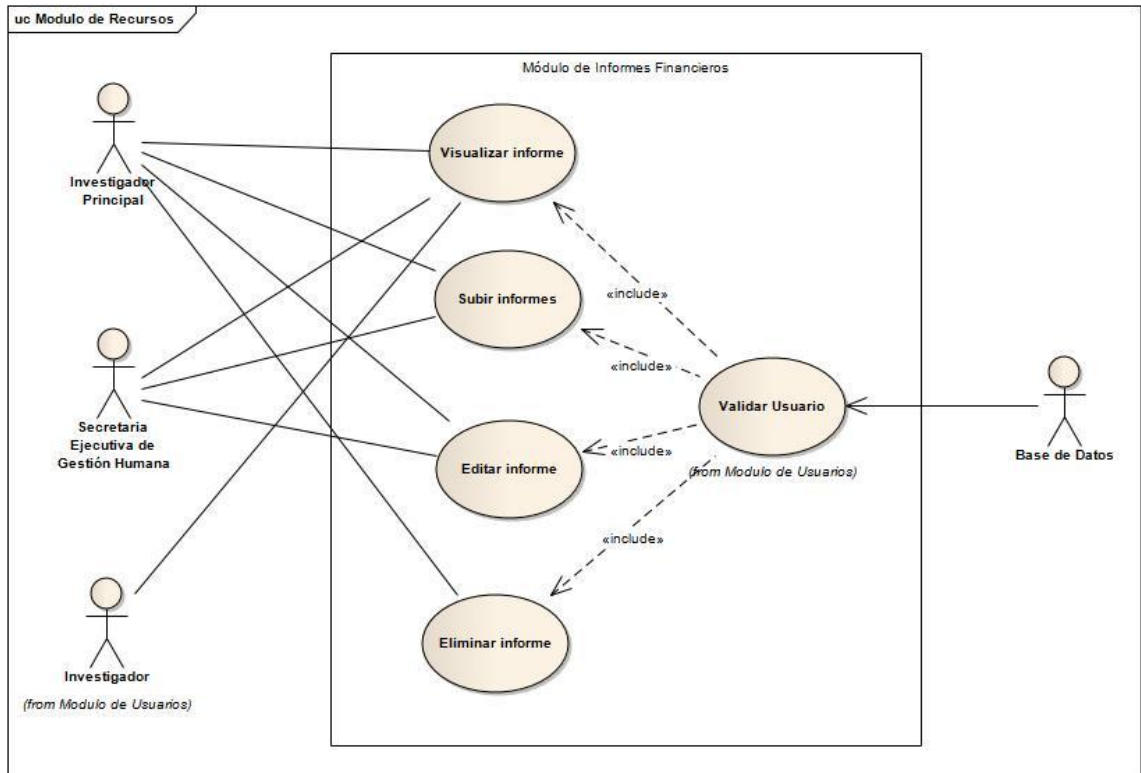 uc Modulo de Recursos
Módulo de Informes Financieros
Investigador
Principal
Visualizar informe
Subir informes
«include»
«include»
Secretaria
Ejecutiva de
Gestión Humana
Validar Usuario
(from Modulo de Usuarios)
Base de Datos
Editar informe
«include»
«include»
Eliminar informe
Investigador
(from Modulo de Usuarios)